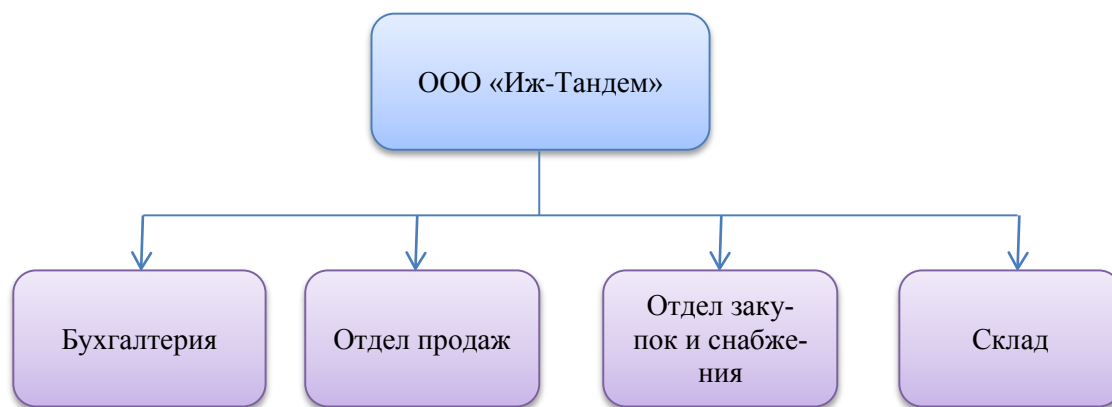 ООО «Иж-Тандем»
Бухгалтерия
Отдел продаж
Отдел заку-
пок и снабже-
ния
Склад